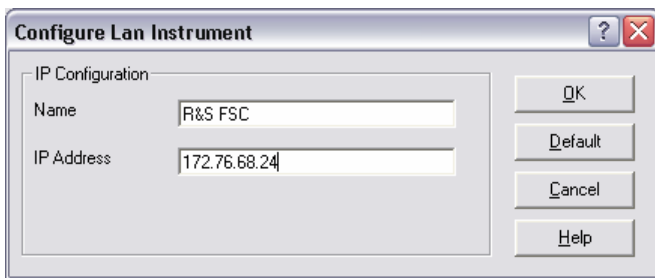 Configure Lan Instrument
IP Configuration
Name
R&S FSC
IP Address
172.76.68.24
OK
Default
Cancel
Help